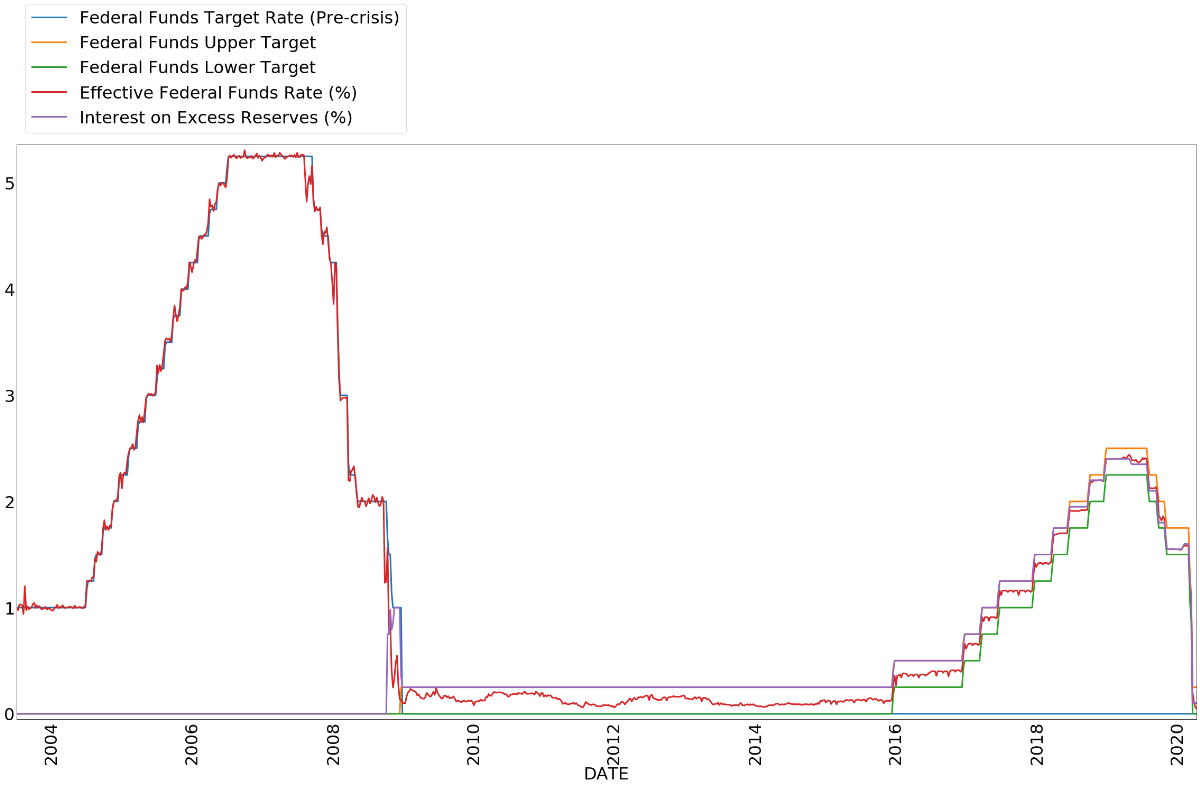 Federal Funds Target Rate (Pre-crisis)
Federal Funds Upper Target
Federal Funds Lower Target
Effective Federal Funds Rate (%)
Interest on Excess Reserves (%)
5
4
3
2
1
0
2004
2006
2008
2010
2012
2014
2016
2018
2020
DATE